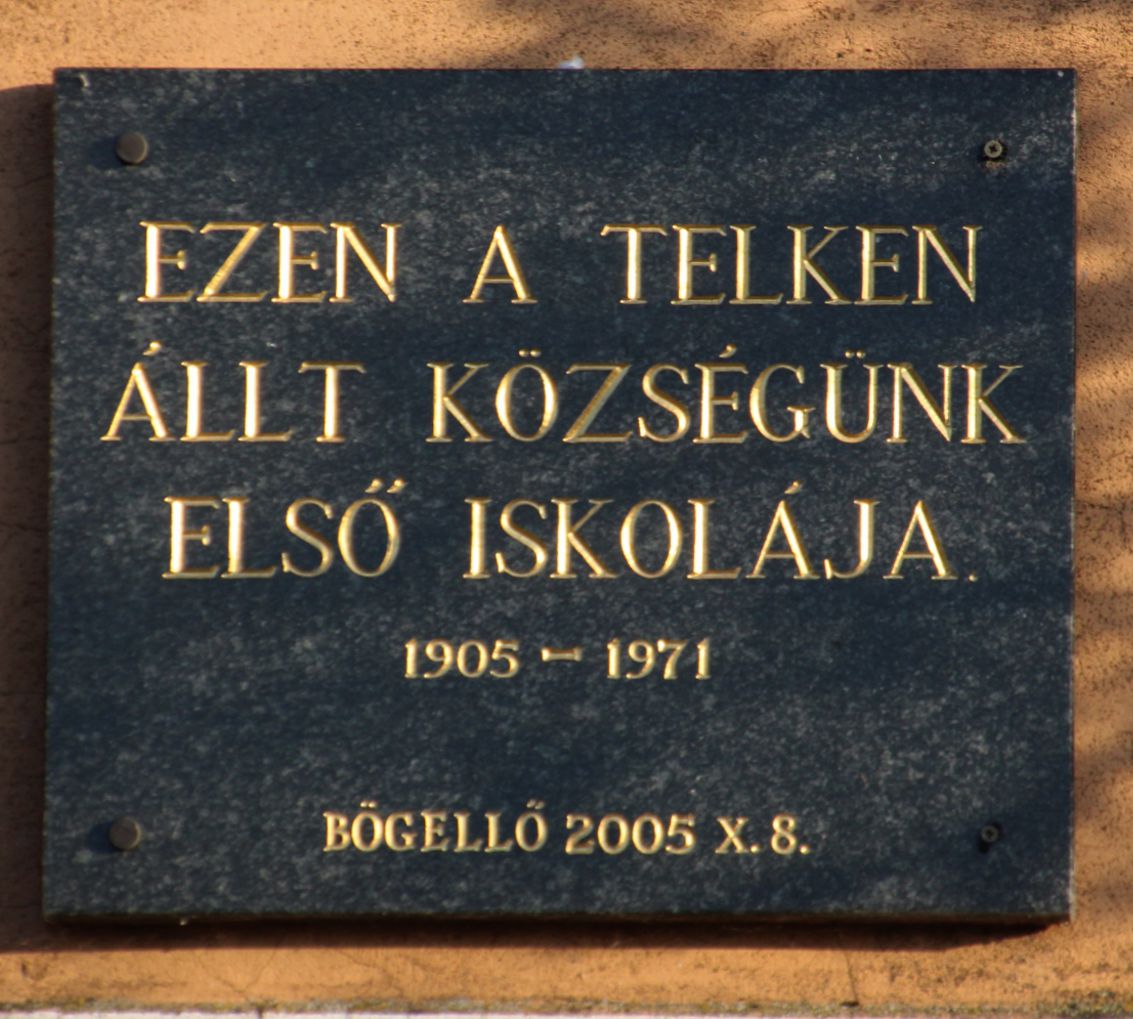 EZEN A TELKEN
ÁLLT KÖZSÉGÜNK
ELSŐ ISKOLÁJA.
1905 - 1971
BÖGELLŐ 2005 X. 8.